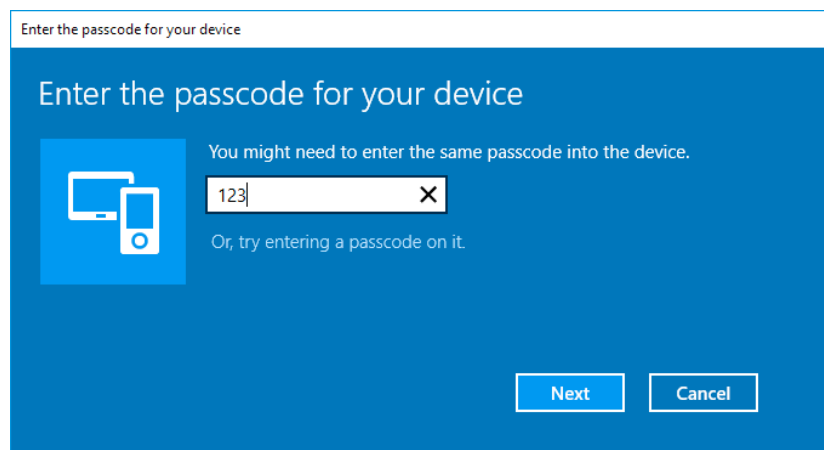 Enter the passcode for your device
Enter the passcode for your device
You might need to enter the same passcode into the device.
123
Or, try entering a passcode on it.
Next
Cancel